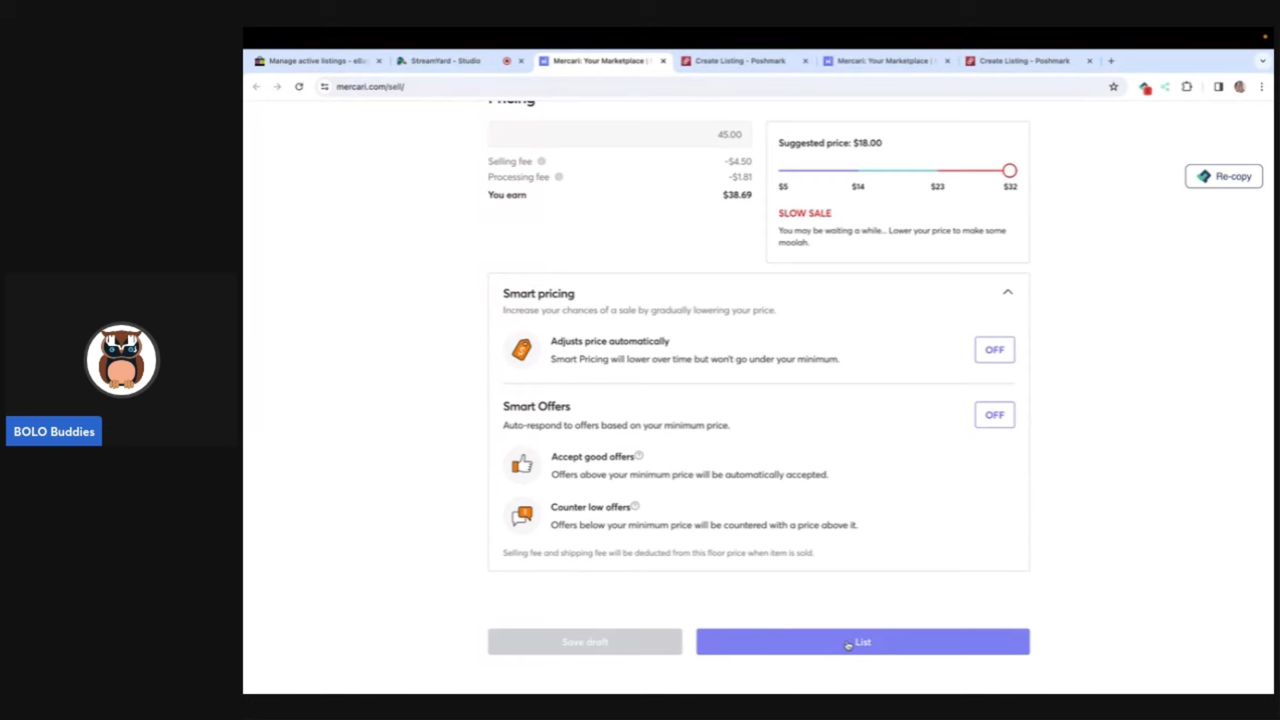 Manage active listings - eBay
StreamYard - Studio
Mercari: Your Marketplace |
Create Listing - Poshmark
Mercari: Your Marketplace |
Create Listing - Poshmark
mercari.com/sell/
Pricing
45.00
Selling fee
-$4.50
Processing fee
-$1.81
You earn
$38.69
Suggested price: $18.00
$5
$14
$23
$32
SLOW SALE
You may be waiting a while... Lower your price to make some
moolah.
Re-copy
Smart pricing
Increase your chances of a sale by gradually lowering your price.
Adjusts price automatically
Smart Pricing will lower over time but won't go under your minimum.
OFF
Smart Offers
Auto-respond to offers based on your minimum price.
OFF
Accept good offers
Offers above your minimum price will be automatically accepted.
Counter low offers
Offers below your minimum price will be countered with a price above it.
Selling fee and shipping fee will be deducted from this floor price when item is sold.
Save draft
List
BOLO Buddies